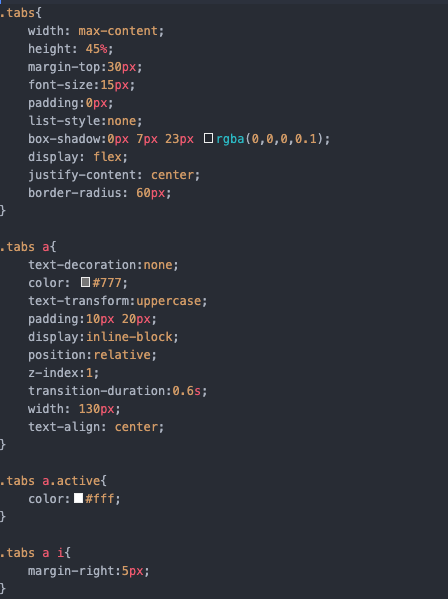 .tabs{
    width: max-content;
    height: 45%;
    margin-top:30px;
    font-size:15px;
    padding:0px;
    list-style:none;
    box-shadow:0px 7px 23px rgba(0,0,0,0.1);
    display: flex;
    justify-content: center;
    border-radius: 60px;
}

.tabs a{
    text-decoration:none;
    color: #777;
    text-transform:uppercase;
    padding:10px 20px;
    display:inline-block;
    position:relative;
    z-index:1;
    transition-duration:0.6s;
    width: 130px;
    text-align: center;
}

.tabs a.active{
    color:#fff;
}

.tabs a i{
    margin-right:5px;
}